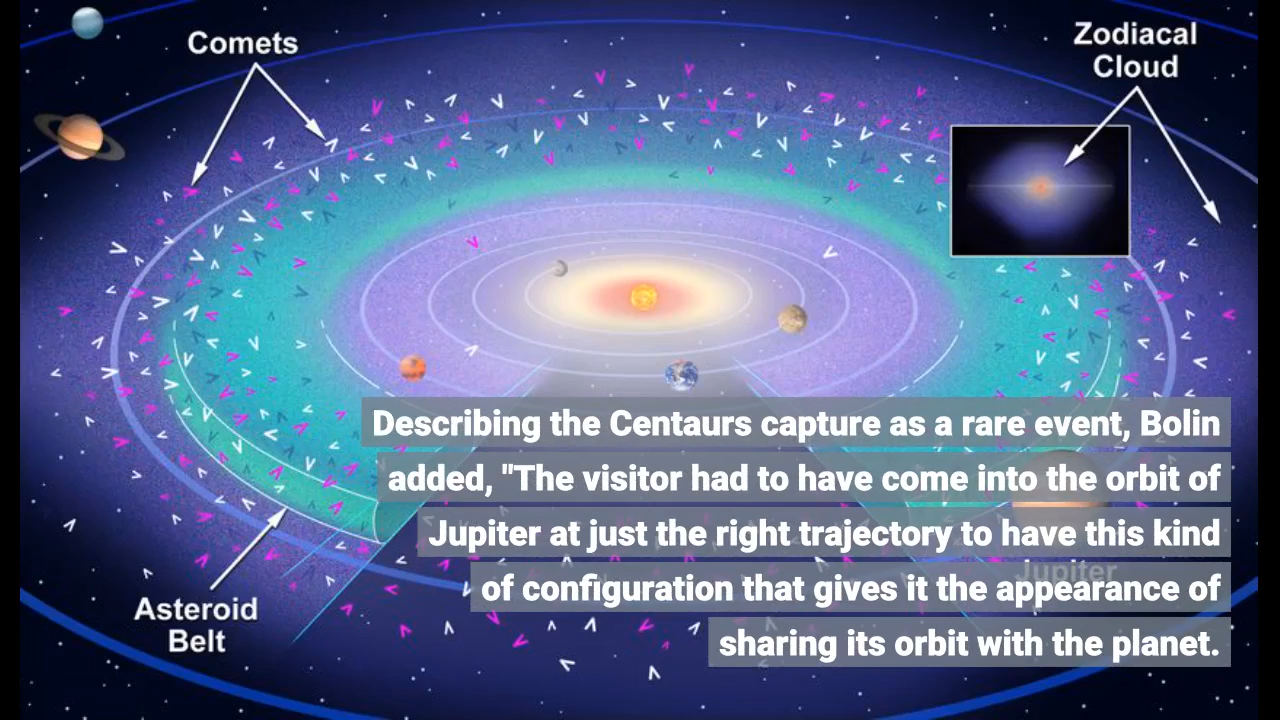 Comets
Zodiacal
Cloud
Describing the Centaurs capture as a rare event, Bolin
added, "The visitor had to have come into the orbit of
Jupiter at just the right trajectory to have this kind
of configuration that gives it the appearance of
sharing its orbit with the planet.
Jupiter
Asteroid
Belt